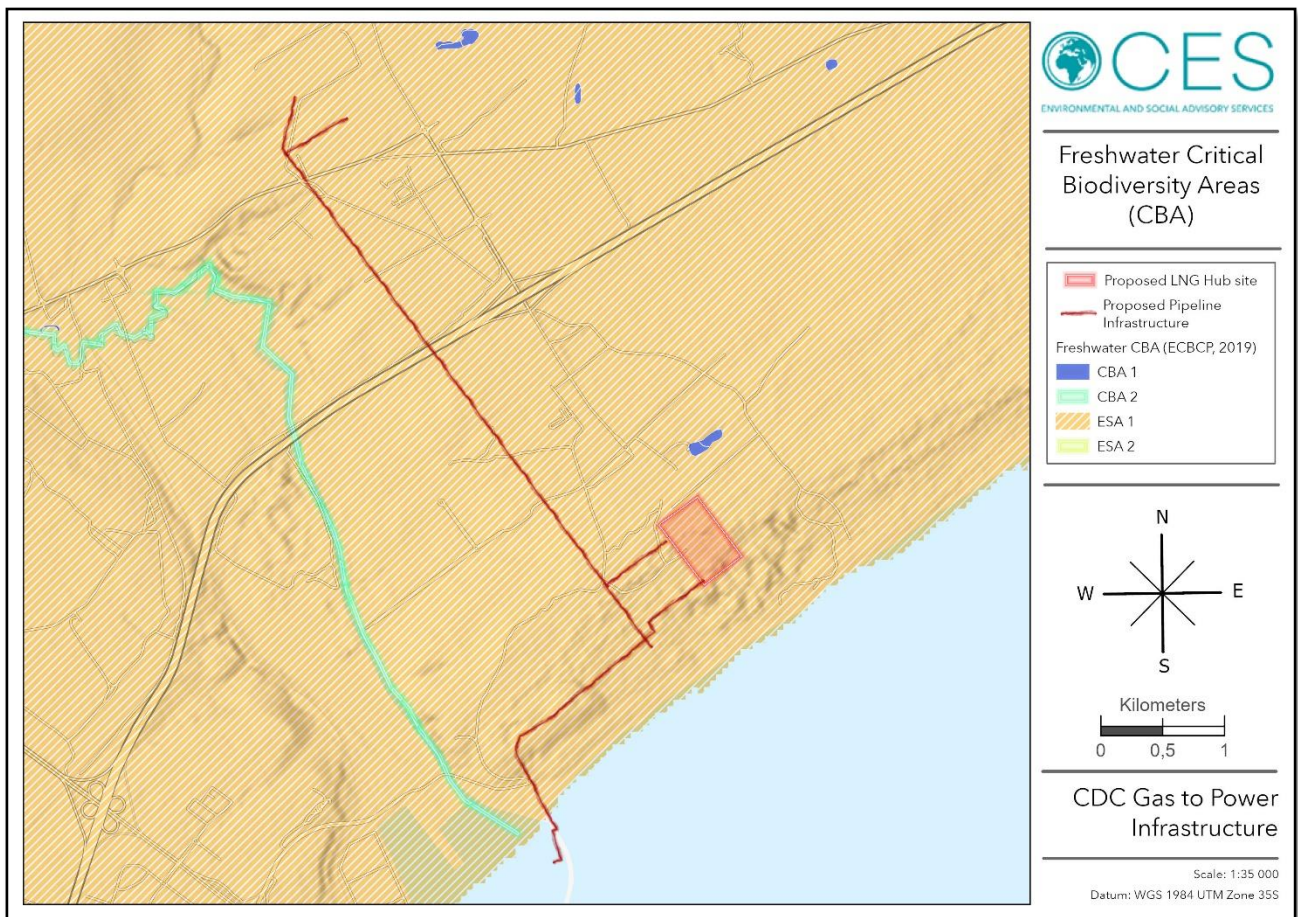 CES
ENVIRONMENTAL AND SOCIAL ADVISORY SERVICES
Freshwater Critical
Biodiversity Areas
(CBA)
Proposed LNG Hub site
Proposed Pipeline
Infrastructure
Freshwater CBA (ECBCP, 2019)
CBA 1
CBA 2
ESA 1
ESA 2
N
W E
S
Kilometers
0 0,5 1
CDC Gas to Power
Infrastructure
Scale: 1:35 000
Datum: WGS 1984 UTM Zone 35S